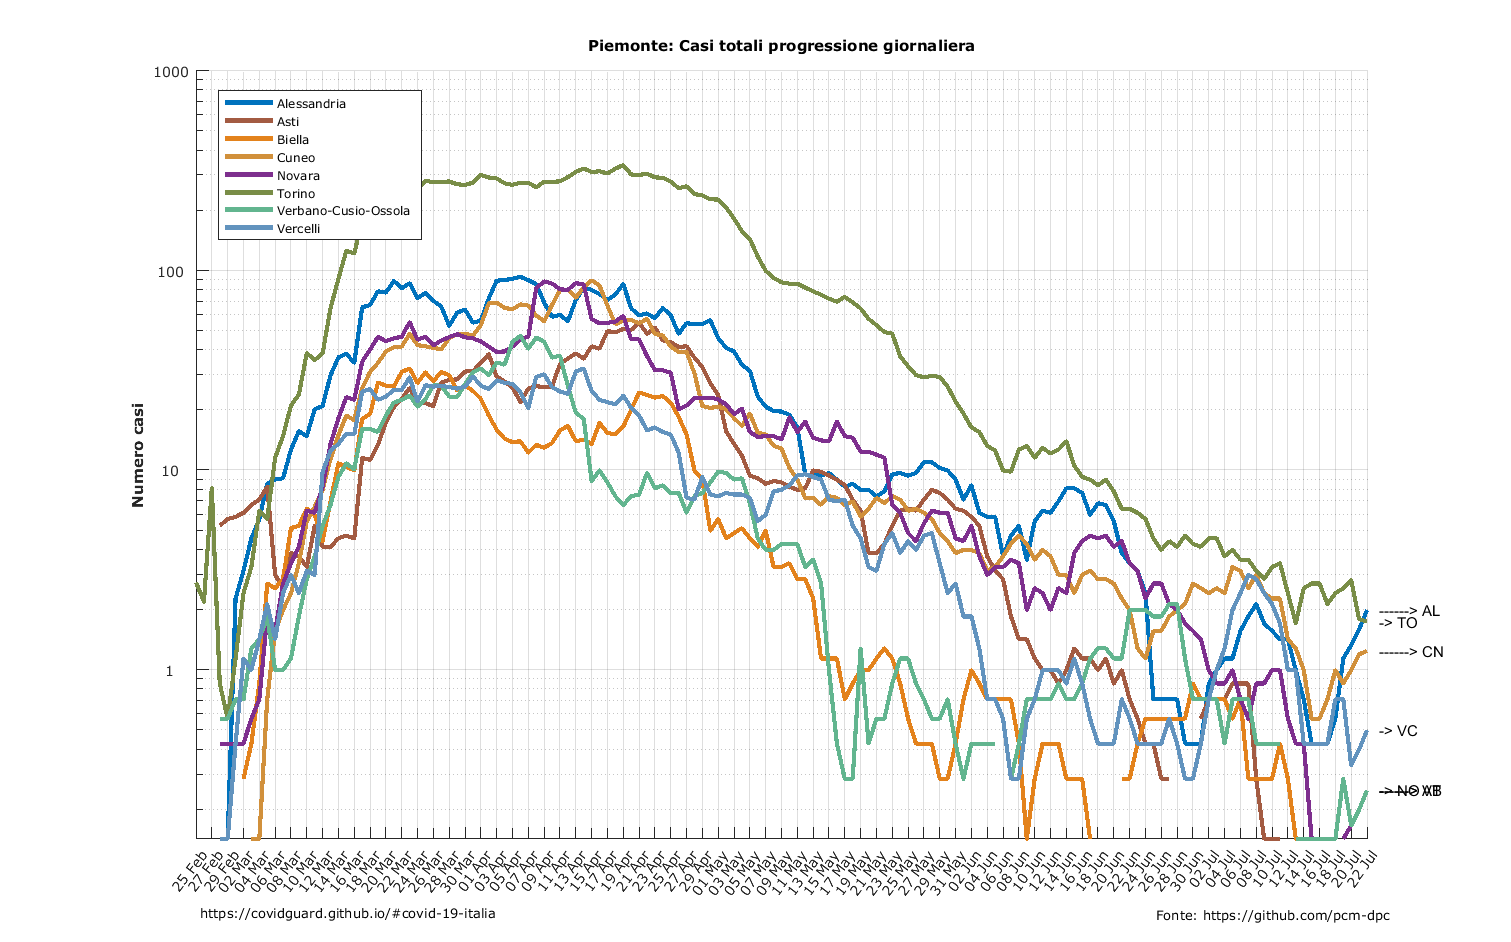 Piemonte: Casi totali progressione giornaliera
Numero casi
1000
100
10
1
Alessandria
Asti
Biella
Cuneo
Novara
Torino
Verbano-Cusio-Ossola
Vercelli
------> AL
-> TO
------> CN
-> VC
-> NO
25 Feb
27 Feb
29 Feb
02 Mar
04 Mar
06 Mar
08 Mar
10 Mar
12 Mar
14 Mar
16 Mar
18 Mar
20 Mar
22 Mar
24 Mar
26 Mar
28 Mar
30 Mar
01 Apr
03 Apr
05 Apr
07 Apr
09 Apr
11 Apr
13 Apr
15 Apr
17 Apr
19 Apr
21 Apr
23 Apr
25 Apr
27 Apr
29 Apr
01 May
03 May
05 May
07 May
09 May
11 May
13 May
15 May
17 May
19 May
21 May
23 May
25 May
27 May
29 May
31 May
02 Jun
04 Jun
06 Jun
08 Jun
10 Jun
12 Jun
14 Jun
16 Jun
18 Jun
20 Jun
22 Jun
24 Jun
26 Jun
28 Jun
30 Jun
02 Jul
04 Jul
06 Jul
08 Jul
10 Jul
12 Jul
14 Jul
16 Jul
18 Jul
20 Jul
22 Jul
https://covidguard.github.io/#covid-19-italia
Fonte: https://github.com/pcm-dpc